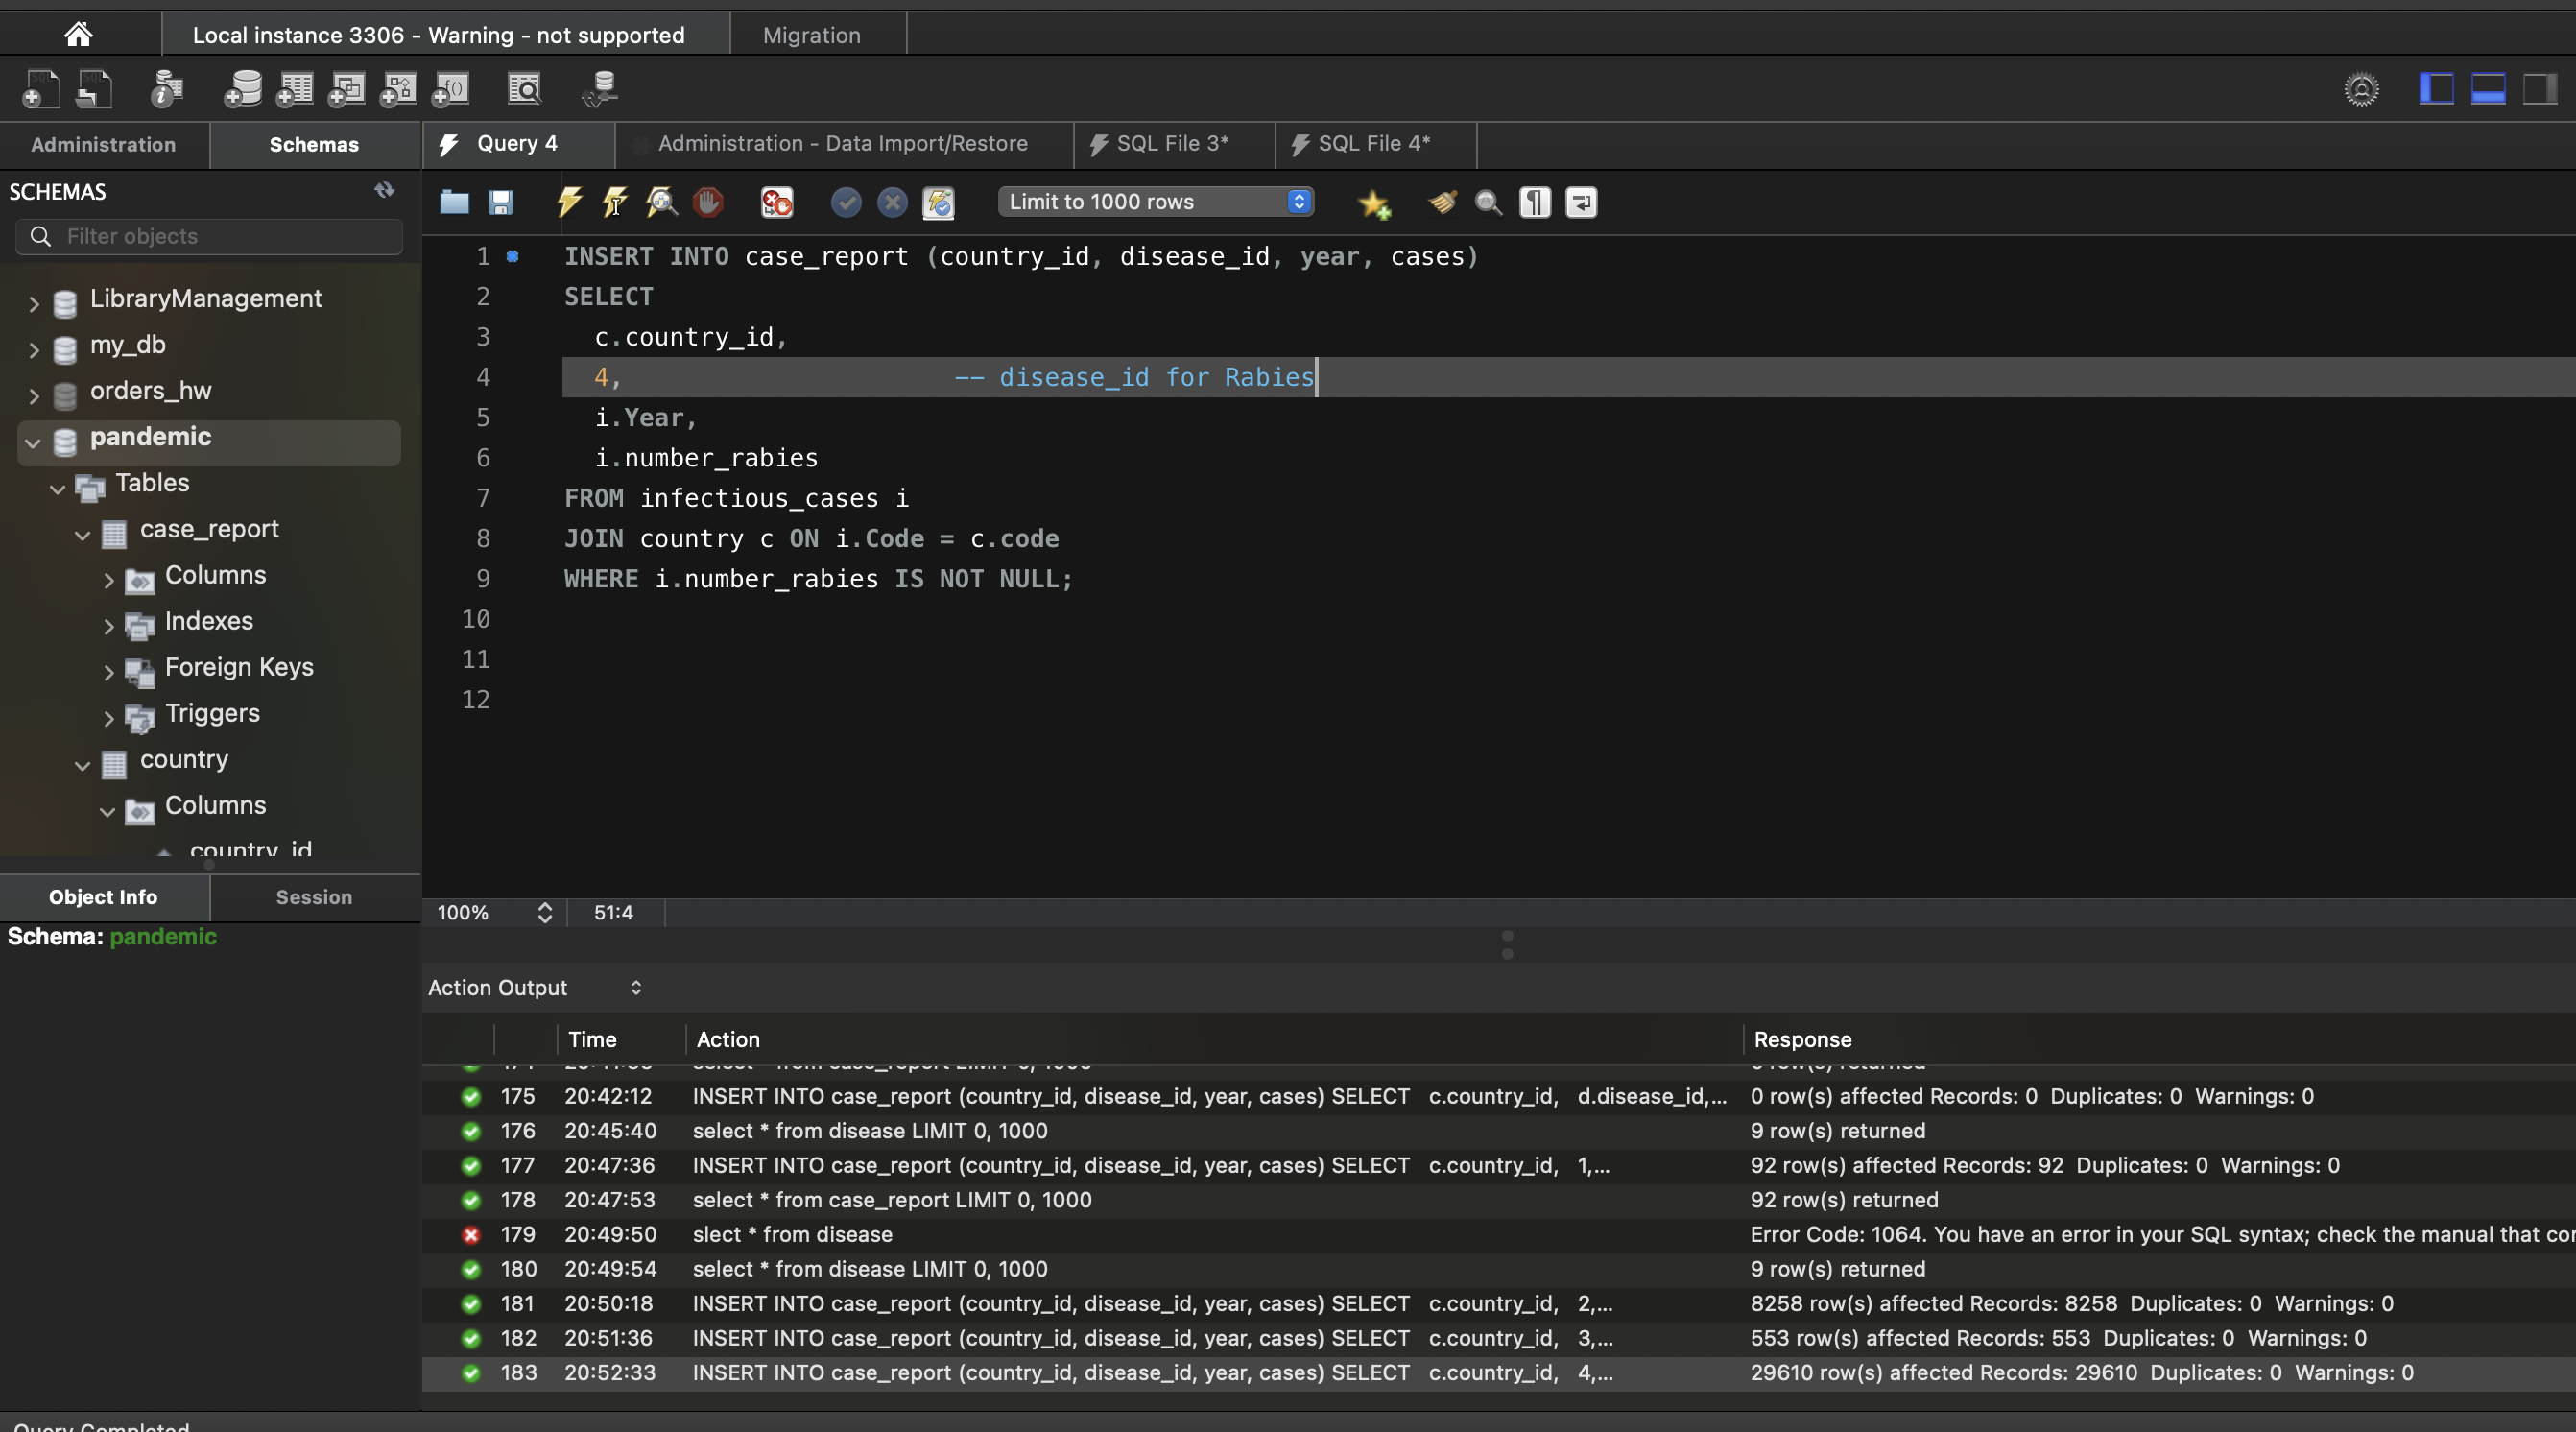 Local instance 3306 - Warning - not supported
Migration
Administration
Schemas
Query 4
Administration - Data Import/Restore
SQL File 3*
SQL File 4*
SCHEMAS
Filter objects
Limit to 1000 rows
LibraryManagement
my_db
orders_hw
pandemic
Tables
case_report
Columns
Indexes
Foreign Keys
Triggers
country
Columns
country_id
1 INSERT INTO case_report (country_id, disease_id, year, cases)
2 SELECT
3 c.country_id,
4 4, -- disease_id for Rabies
5 i.Year,
6 i.number_rabies
7 FROM infectious_cases i
8 JOIN country c ON i.Code = c.code
9 WHERE i.number_rabies IS NOT NULL;
10
11
12
Object Info
Session
Schema: pandemic
100%
51:4
Action Output
Time Action Response
175 20:42:12 INSERT INTO case_report (country_id, disease_id, year, cases) SELECT c.country_id, d.disease_id,... 0 row(s) affected Records: 0 Duplicates: 0 Warnings: 0
176 20:45:40 select * from disease LIMIT 0, 1000 9 row(s) returned
177 20:47:36 INSERT INTO case_report (country_id, disease_id, year, cases) SELECT c.country_id, 1,... 92 row(s) affected Records: 92 Duplicates: 0 Warnings: 0
178 20:47:53 select * from case_report LIMIT 0, 1000 92 row(s) returned
179 20:49:50 slect * from disease Error Code: 1064. You have an error in your SQL syntax; check the manual that
180 20:49:54 select * from disease LIMIT 0, 1000 9 row(s) returned
181 20:50:18 INSERT INTO case_report (country_id, disease_id, year, cases) SELECT c.country_id, 2,... 8258 row(s) affected Records: 8258 Duplicates: 0 Warnings: 0
182 20:51:36 INSERT INTO case_report (country_id, disease_id, year, cases) SELECT c.country_id, 3,... 553 row(s) affected Records: 553 Duplicates: 0 Warnings: 0
183 20:52:33 INSERT INTO case_report (country_id, disease_id, year, cases) SELECT c.country_id, 4,... 29610 row(s) affected Records: 29610 Duplicates: 0 Warnings: 0
Query Completed